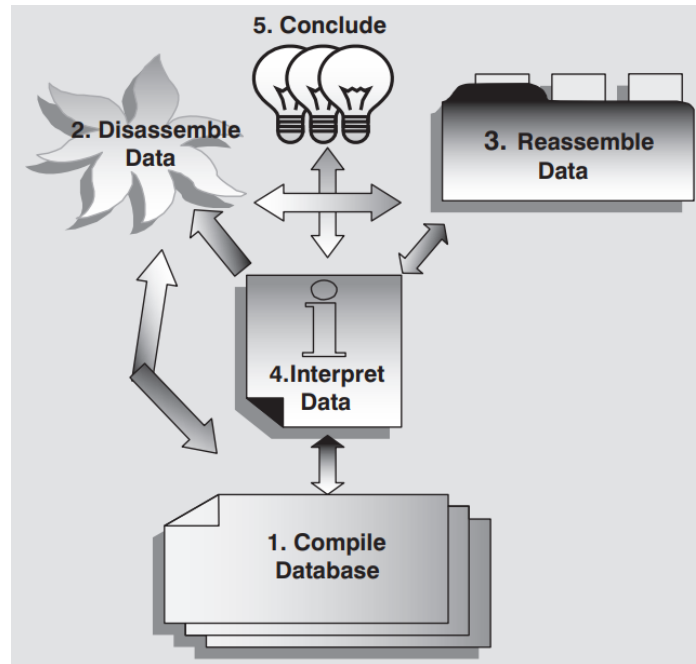 5. Conclude
2. Disassemble
Data
3. Reassemble
Data
i
4.Interpret
Data
1. Compile
Database